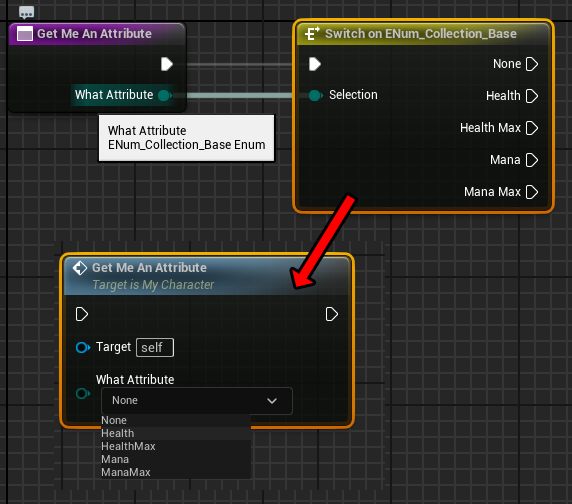 Get Me An Attribute
What Attribute
What Attribute
ENum_Collection_Base Enum
Switch on ENum_Collection_Base
None
Selection
Health
Health Max
Mana
Mana Max
Get Me An Attribute
Target is My Character
Target self
What Attribute
None
None
Health
HealthMax
Mana
ManaMax